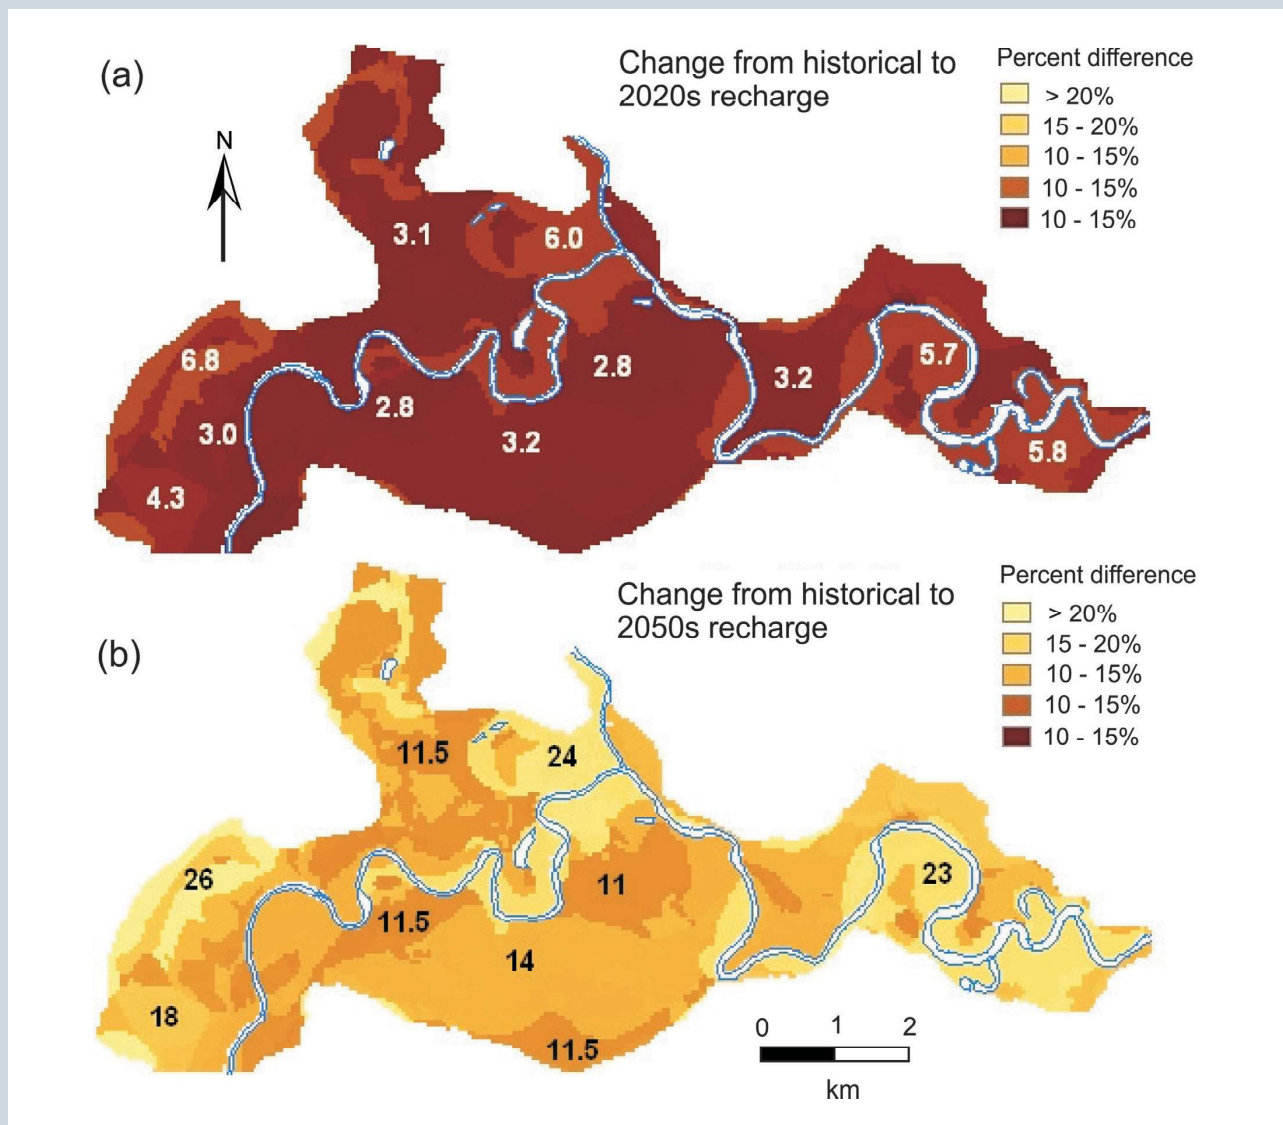 (a)
Change from historical to
2020s recharge
Percent difference
> 20%
15 - 20%
10 - 15%
10 - 15%
10 - 15%
N
3.1
6.0
6.8
2.8
3.2
5.7
2.8
3.0
3.2
5.8
4.3
(b)
Change from historical to
2050s recharge
Percent difference
> 20%
15 - 20%
10 - 15%
10 - 15%
10 - 15%
11.5
24
26
11
23
11.5
14
18
11.5
0 1 2
km